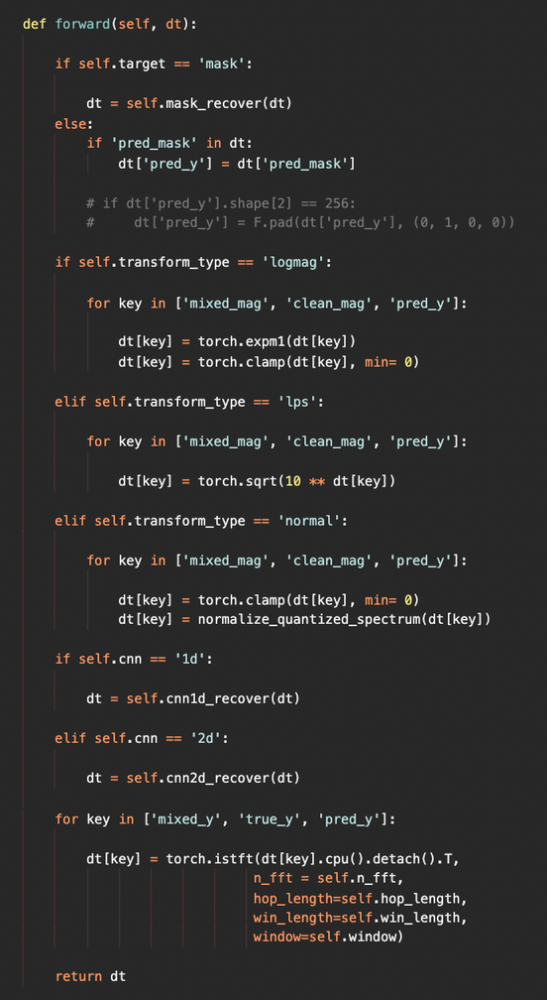 def forward(self, dt):
if self.target == 'mask':
dt = self.mask_recover(dt)
else:
if 'pred_mask' in dt:
dt['pred_y'] = dt['pred_mask']
# if dt['pred_y'].shape[2] == 256:
#     dt['pred_y'] = F.pad(dt['pred_y'], (0, 1, 0, 0))
if self.transform_type == 'logmag':
for key in ['mixed_mag', 'clean_mag', 'pred_y']:
dt[key] = torch.expm1(dt[key])
dt[key] = torch.clamp(dt[key], min= 0)
elif self.transform_type == 'lps':
for key in ['mixed_mag', 'clean_mag', 'pred_y']:
dt[key] = torch.sqrt(10 ** dt[key])
elif self.transform_type == 'normal':
for key in ['mixed_mag', 'clean_mag', 'pred_y']:
dt[key] = torch.clamp(dt[key], min= 0)
dt[key] = normalize_quantized_spectrum(dt[key])
if self.cnn == '1d':
dt = self.cnn1d_recover(dt)
elif self.cnn == '2d':
dt = self.cnn2d_recover(dt)
for key in ['mixed_y', 'true_y', 'pred_y']:
dt[key] = torch.istft(dt[key].cpu().detach().T,
n_fft = self.n_fft,
hop_length=self.hop_length,
win_length=self.win_length,
window=self.window)
return dt